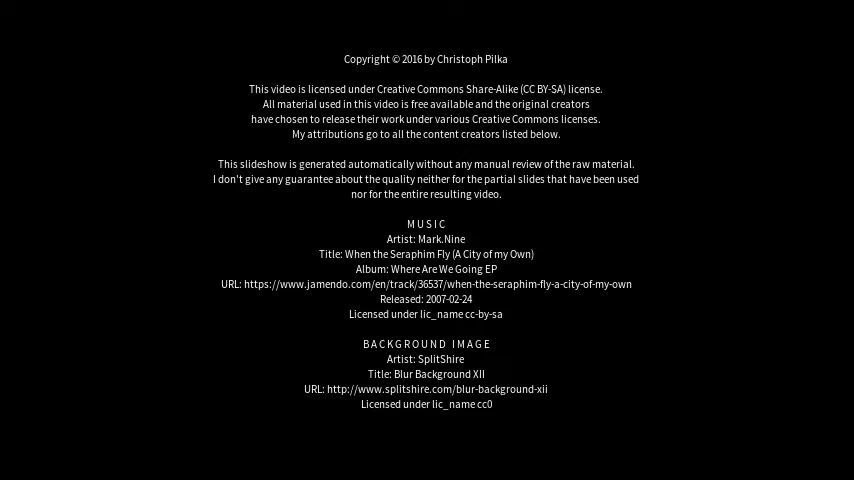 Copyright © 2016 by Christoph Pilka
This video is licensed under Creative Commons Share-Alike (CC BY-SA) license.
All material used in this video is free available and the original creators
have chosen to release their work under various Creative Commons licenses.
My attributions go to all the content creators listed below.
This slideshow is generated automatically without any manual review of the raw material.
I don't give any guarantee about the quality neither for the partial slides that have been used
nor for the entire resulting video.
MUSIC
Artist: Mark.Nine
Title: When the Seraphim Fly (A City of my Own)
Album: Where Are We Going EP
URL: https://www.jamendo.com/en/track/36537/when-the-seraphim-fly-a-city-of-my-own
Released: 2007-02-24
Licensed under lic_name cc-by-sa
BACKGROUND IMAGE
Artist: SplitShire
Title: Blur Background XII
URL: http://www.splitshire.com/blur-background-xii
Licensed under lic_name cc0